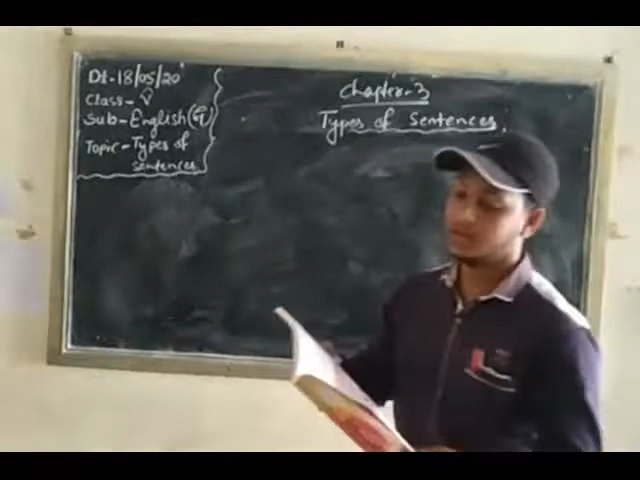 Dt-18/05/20
Class-V
Sub-English
Topic-Types of
sentences
Chapter-3
Types of Sentences.